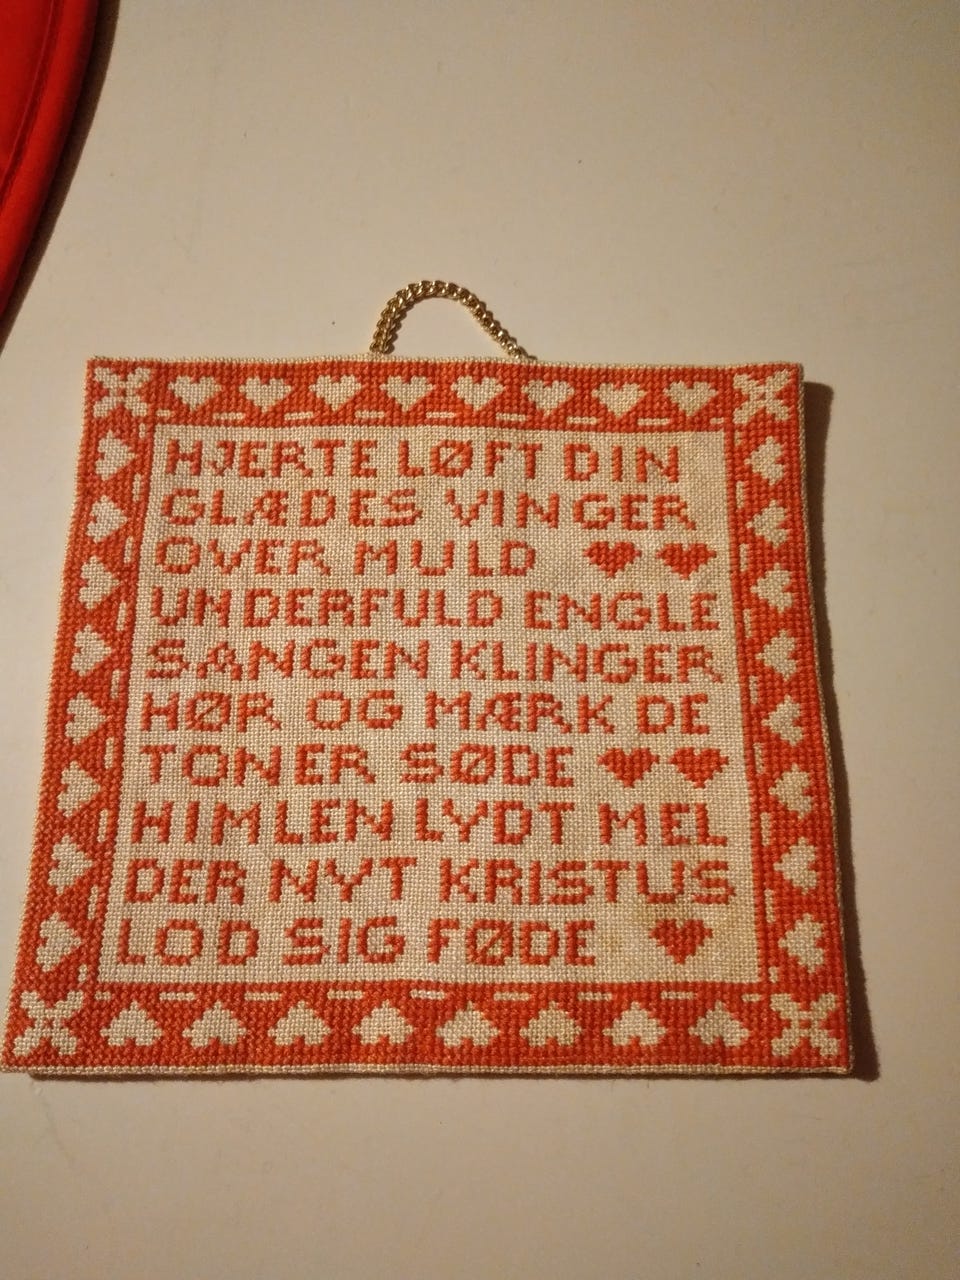 HJERTE LØFT DIN
GLÆDES VINGER
OVER MULD
UNDERFULD ENGLE
SANGEN KLINGER
HØR OG MÆRK DE
TONER SØDE
HIMLEN LYDT MEL
DER NYT KRISTUS
LOD SIG FØDE